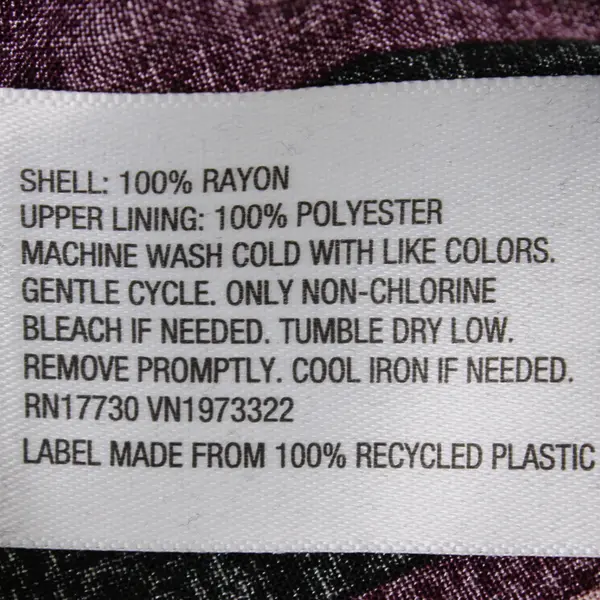 SHELL: 100% RAYON
UPPER LINING: 100% POLYESTER
MACHINE WASH COLD WITH LIKE COLORS.
GENTLE CYCLE. ONLY NON-CHLORINE
BLEACH IF NEEDED. TUMBLE DRY LOW.
REMOVE PROMPTLY. COOL IRON IF NEEDED.
RN17730 VN1973322
LABEL MADE FROM 100% RECYCLED PLASTIC